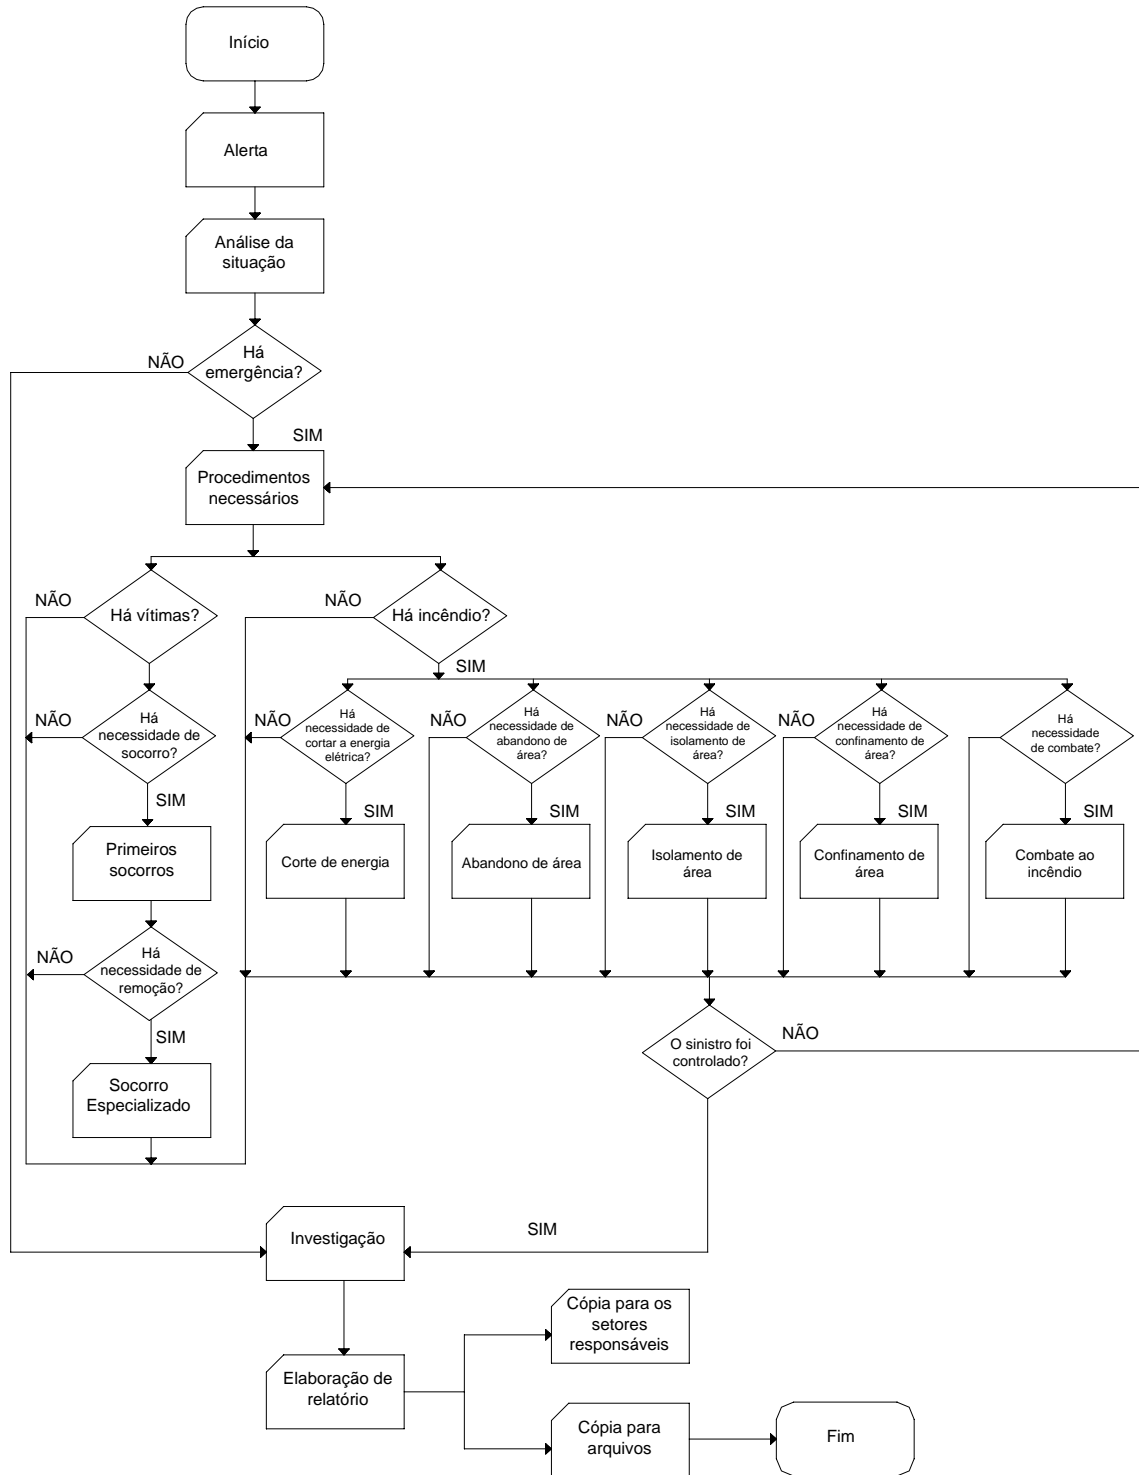 Início
Alerta
Análise da
situação
Há
emergência?
NÃO
SIM
Procedimentos
necessários
NÃO
Há vítimas?
NÃO
Há incêndio?
SIM
NÃO
Há
necessidade de
socorro?
SIM
NÃO
Há
necessidade de
cortar a energia
elétrica?
SIM
NÃO
Há
necessidade de
abandono de
área?
SIM
NÃO
Há
necessidade de
isolamento de
área?
SIM
NÃO
Há
necessidade de
confinamento de
área?
SIM
Há
necessidade
de combate?
SIM
Primeiros
socorros
Corte de energia
Abandono de área
Isolamento de
área
Confinamento de
área
Combate ao
incêndio
NÃO
Há
necessidade de
remoção?
SIM
Socorro
Especializado
O sinistro foi
controlado?
NÃO
SIM
Investigação
Elaboração de
relatório
Cópia para os
setores
responsáveis
Cópia para
arquivos
Fim